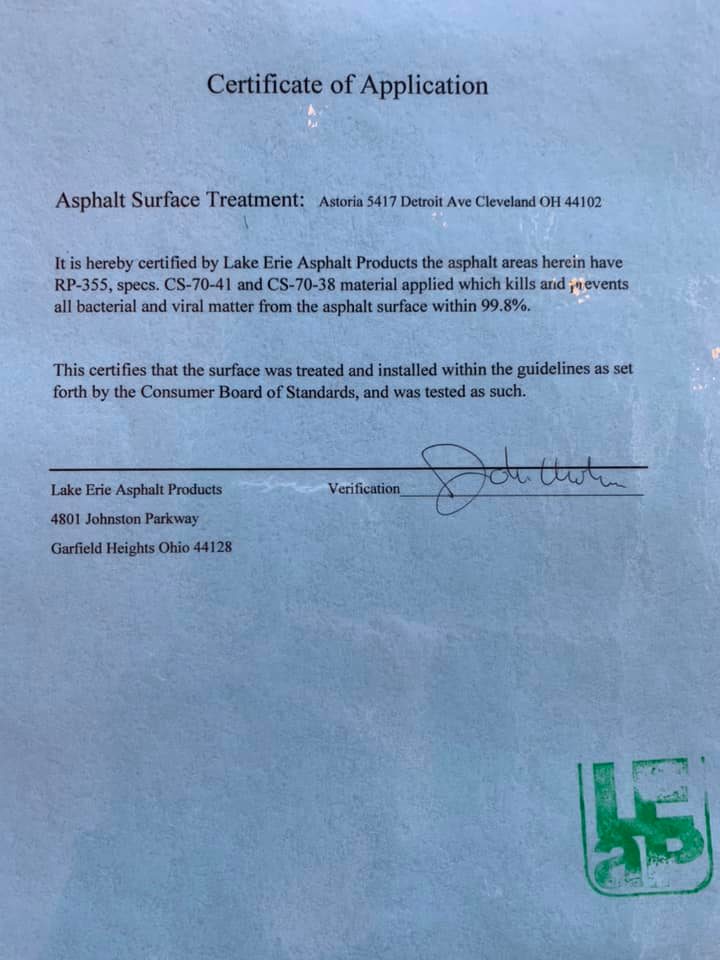 Certificate of Application
Asphalt Surface Treatment: Astoria 5417 Detroit Ave Cleveland OH 44102
It is hereby certified by Lake Erie Asphalt Products the asphalt areas herein have
RP-355, specs. CS-70-41 and CS-70-38 material applied which kills and prevents
all bacterial and viral matter from the asphalt surface within 99.8%.
This certifies that the surface was treated and installed within the guidelines as set
forth by the Consumer Board of Standards, and was tested as such.
Lake Erie Asphalt Products Verification
4801 Johnston Parkway
Garfield Heights Ohio 44128
LE
aP